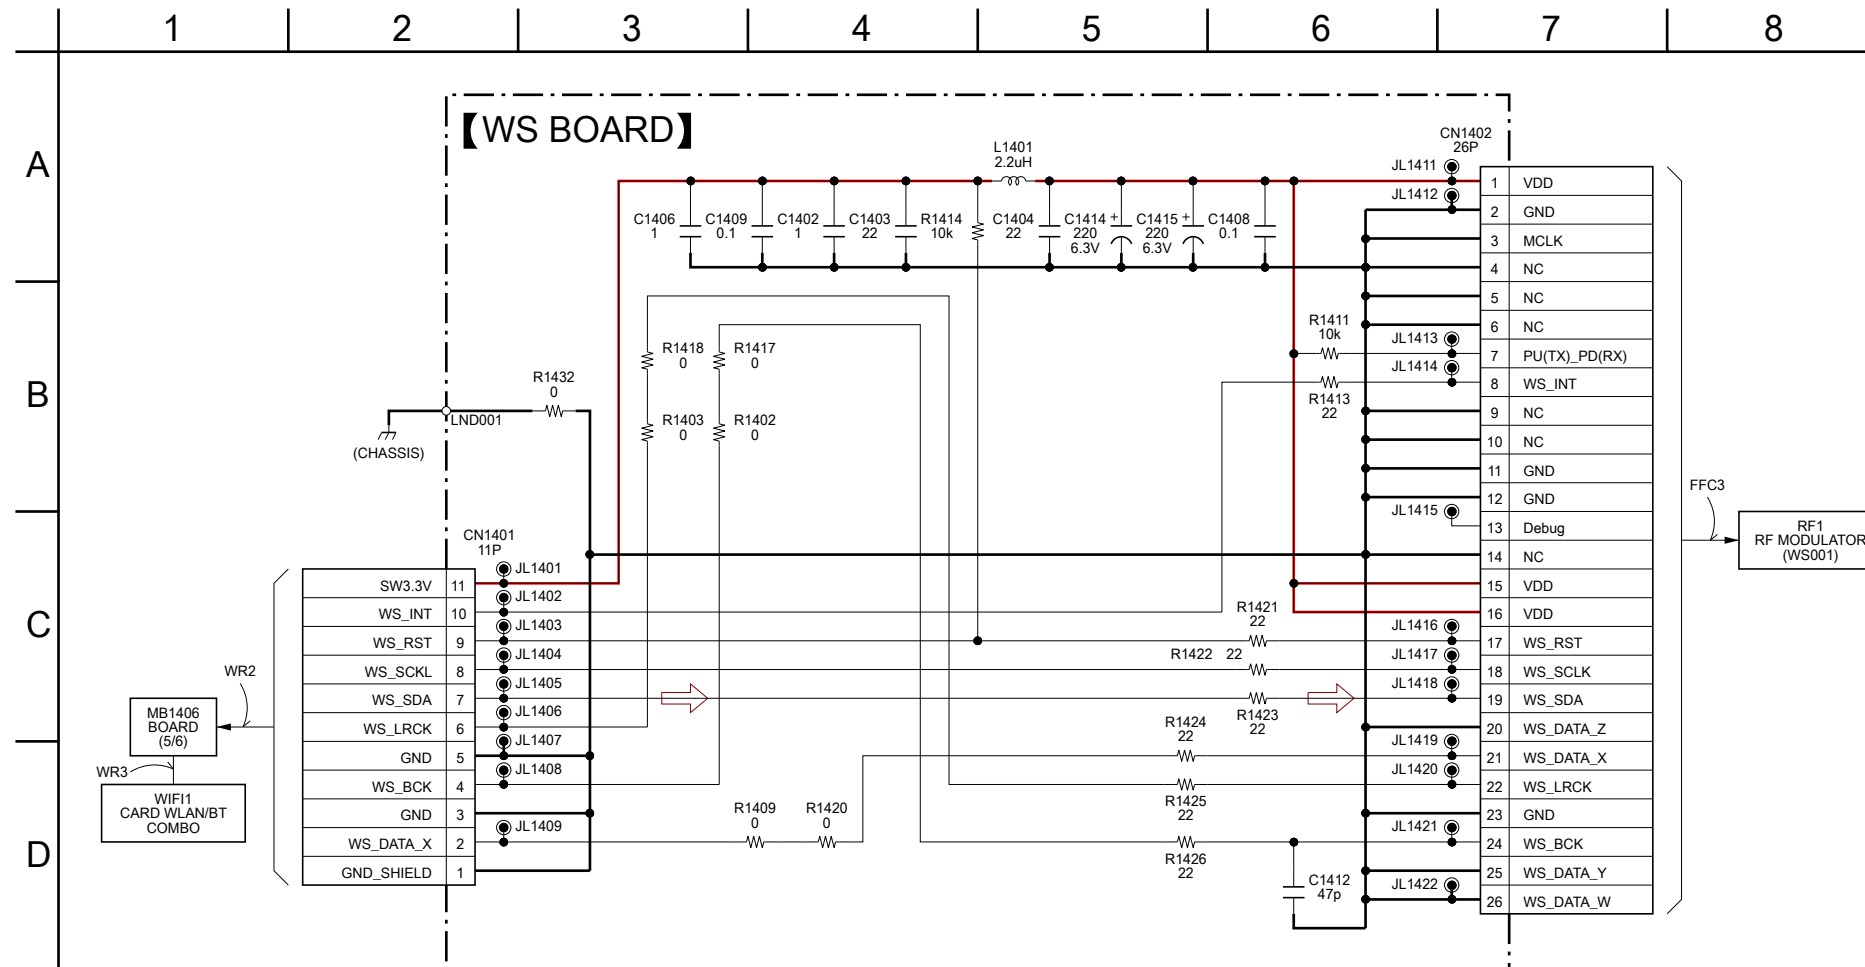 1 2 3 4 5 6 7 8
A
B
C
D
【WS BOARD】
L1401
2.2uH
CN1402
26P
JL1411
JL1412
C1406
1
C1409
0.1
C1402
1
C1403
22
R1414
10k
C1404
22
C1414
+
220
6.3V
C1415
+
220
6.3V
C1408
0.1
1 VDD
2 GND
3 MCLK
4 NC
5 NC
6 NC
7 PU(TX)_PD(RX)
8 WS_INT
9 NC
10 NC
11 GND
12 GND
13 Debug
14 NC
15 VDD
16 VDD
17 WS_RST
18 WS_SCLK
19 WS_SDA
20 WS_DATA_Z
21 WS_DATA_X
22 WS_LRCK
23 GND
24 WS_BCK
25 WS_DATA_Y
26 WS_DATA_W
R1411
10k
JL1413
JL1414
R1413
22
R1418
0
R1417
0
R1403
0
R1402
0
R1432
0
LND001
(CHASSIS)
JL1415
FFC3
RF1
RF MODULATOR
(WS001)
CN1401
11P
JL1401
JL1402
JL1403
JL1404
JL1405
JL1406
JL1407
JL1408
JL1409
SW3.3V 11
WS_INT 10
WS_RST 9
WS_SCKL 8
WS_SDA 7
WS_LRCK 6
GND 5
WS_BCK 4
GND 3
WS_DATA_X 2
GND_SHIELD 1
WR2
MB1406
BOARD
(5/6)
WR3
WIFI1
CARD WLAN/BT
COMBO
R1421
22
R1422 22
R1423
22
R1424
22
R1425
22
R1426
22
JL1416
JL1417
JL1418
JL1419
JL1420
JL1421
JL1422
R1409
0
R1420
0
C1412
47p